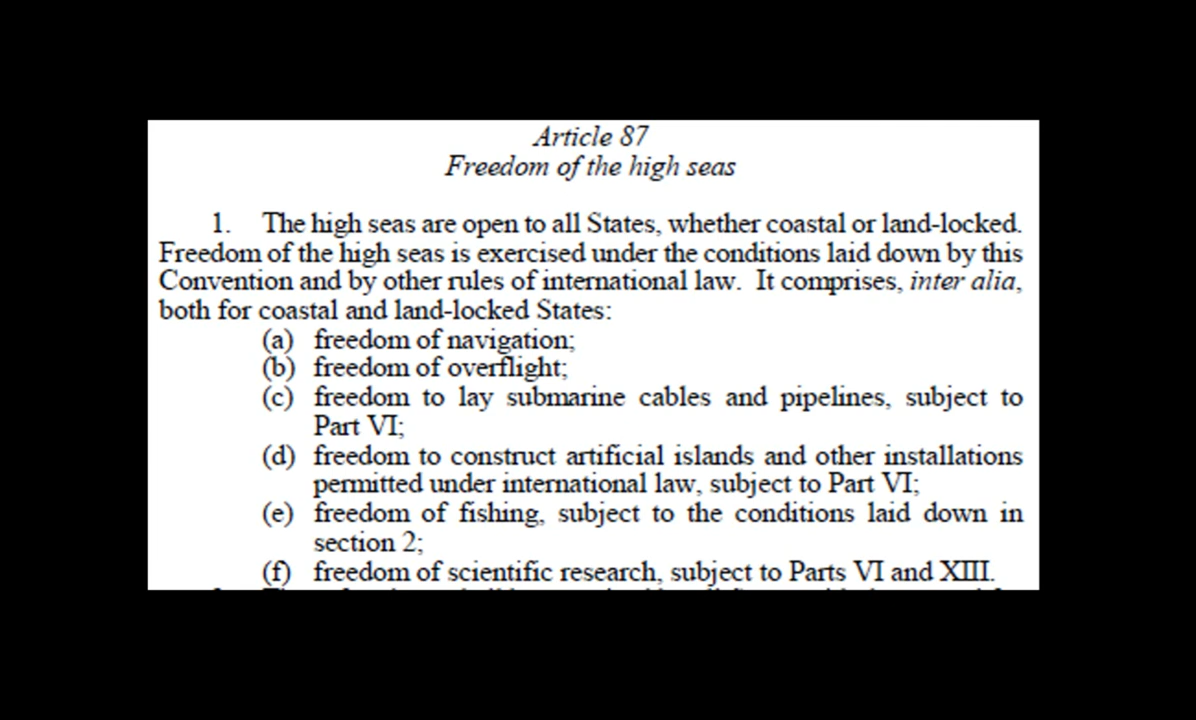 Article 87
Freedom of the high seas
1. The high seas are open to all States, whether coastal or land-locked.
Freedom of the high seas is exercised under the conditions laid down by this
Convention and by other rules of international law. It comprises, inter alia,
both for coastal and land-locked States:
(a) freedom of navigation;
(b) freedom of overflight;
(c) freedom to lay submarine cables and pipelines, subject to
Part VI;
(d) freedom to construct artificial islands and other installations
permitted under international law, subject to Part VI;
(e) freedom of fishing, subject to the conditions laid down in
section 2;
(f) freedom of scientific research, subject to Parts VI and XIII.